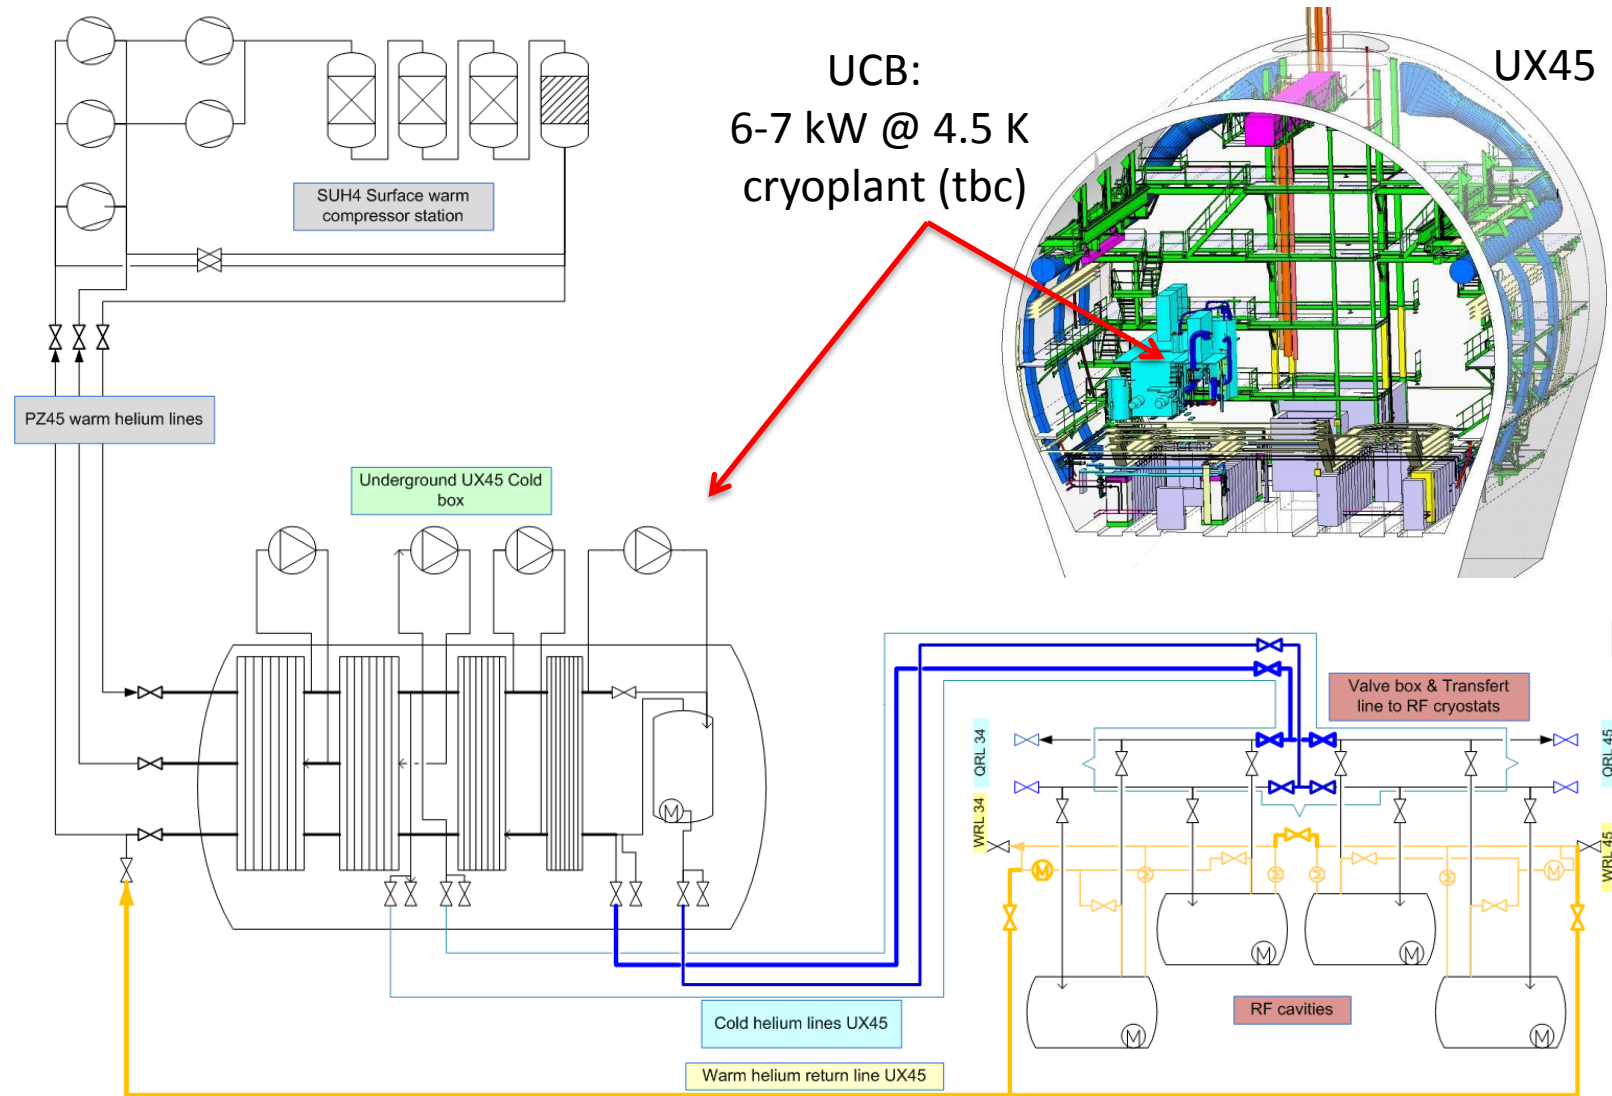 UCB:
6-7 kW @ 4.5 K
cryoplant (tbc)
UX45
SUH4 Surface warm
compressor station
PZ45 warm helium lines
Underground UX45 Cold
box
Valve box & Transfert
line to RF cryostats
QRL 34
QRL 45
WRL 34
WRL 45
M
M
M
M
M
M
M
M
M
M
M
RF cavities
Cold helium lines UX45
Warm helium return line UX45